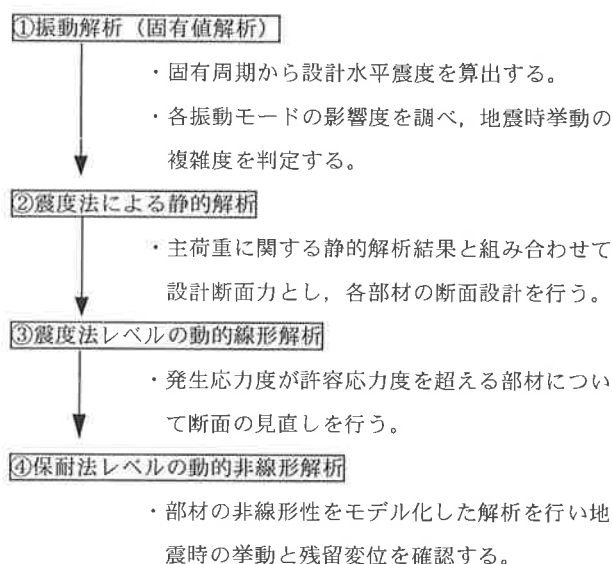 ①振動解析（固有値解析）
・固有周期から設計水平震度を算出する。
・各振動モードの影響度を調べ，地震時挙動の
複雑度を判定する。
②震度法による静的解析
・主荷重に関する静的解析結果と組み合わせて
設計断面力とし，各部材の断面設計を行う。
③震度法レベルの動的線形解析
・発生応力度が許容応力度を超える部材につい
て断面の見直しを行う。
④保耐法レベルの動的非線形解析
・部材の非線形性をモデル化した解析を行い地
震時の挙動と残留変位を確認する。